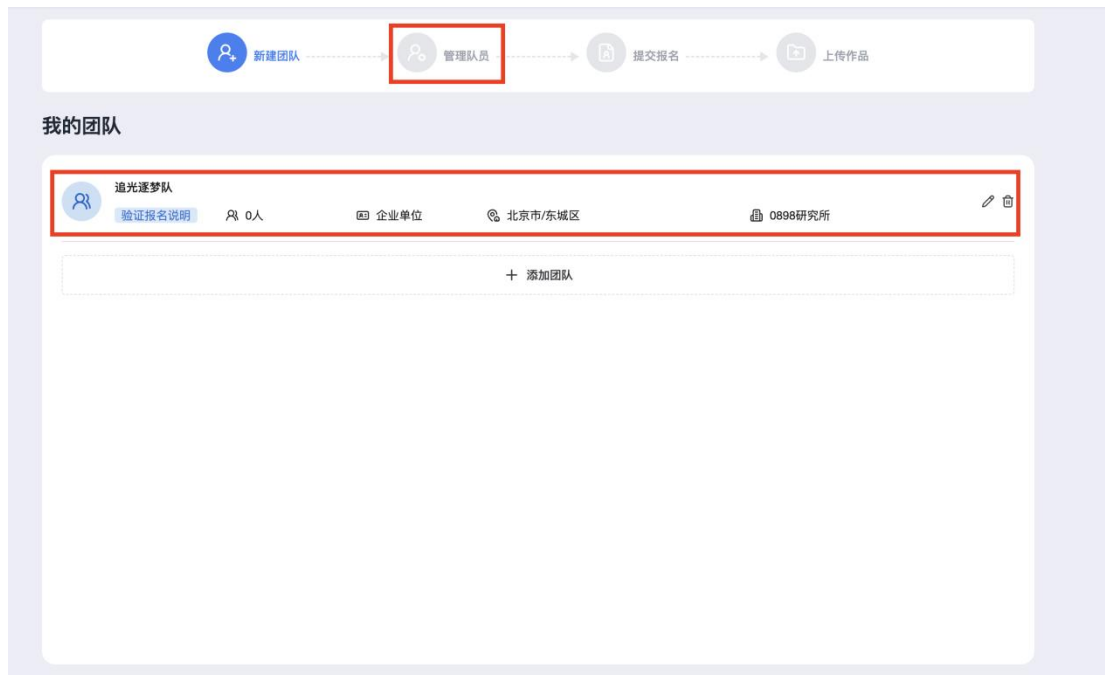 新建团队 管理队员 提交报名 上传作品
我的团队
追光逐梦队
验证报名说明 0人 企业单位 北京市/东城区 0898研究所
+ 添加团队